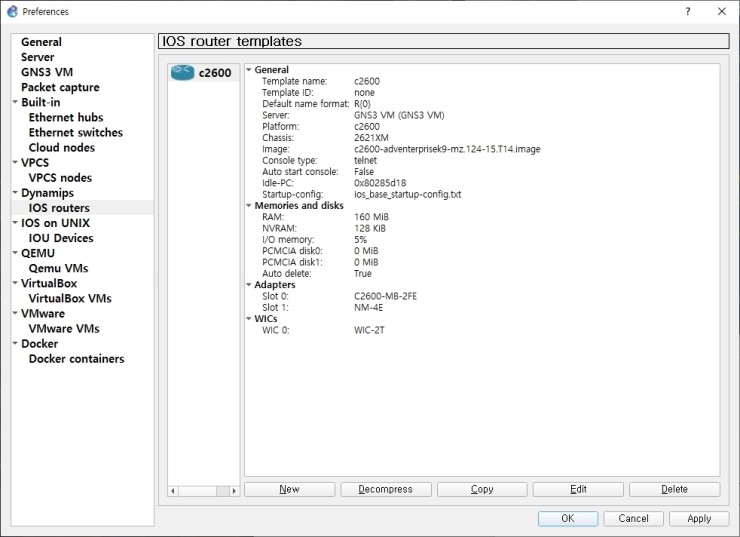 Preferences
General
Server
GNS3 VM
Packet capture
Built-in
Ethernet hubs
Ethernet switches
Cloud nodes
VPCS
VPCS nodes
Dynamips
IOS routers
IOS on UNIX
IOU Devices
QEMU
Qemu VMs
VirtualBox
VirtualBox VMs
VMware
VMware VMs
Docker
Docker containers
IOS router templates
c2600
General
Template name: c2600
Template ID: none
Default name format: R{0}
Server: GNS3 VM (GNS3 VM)
Platform: c2600
Chassis: 2621XM
Image: c2600-adventerprisek9-mz.124-15.T14.image
Console type: telnet
Auto start console: False
Idle-PC: 0x80285d18
Startup-config: ios_base_startup-config.txt
Memories and disks
RAM: 160 MiB
NVRAM: 128 KiB
I/O memory: 5%
PCMCIA disk0: 0 MiB
PCMCIA disk1: 0 MiB
Auto delete: True
Adapters
Slot 0: C2600-MB-2FE
Slot 1: NM-4E
WICs
WIC 0: WIC-2T
New Decompress Copy Edit Delete
OK Cancel Apply